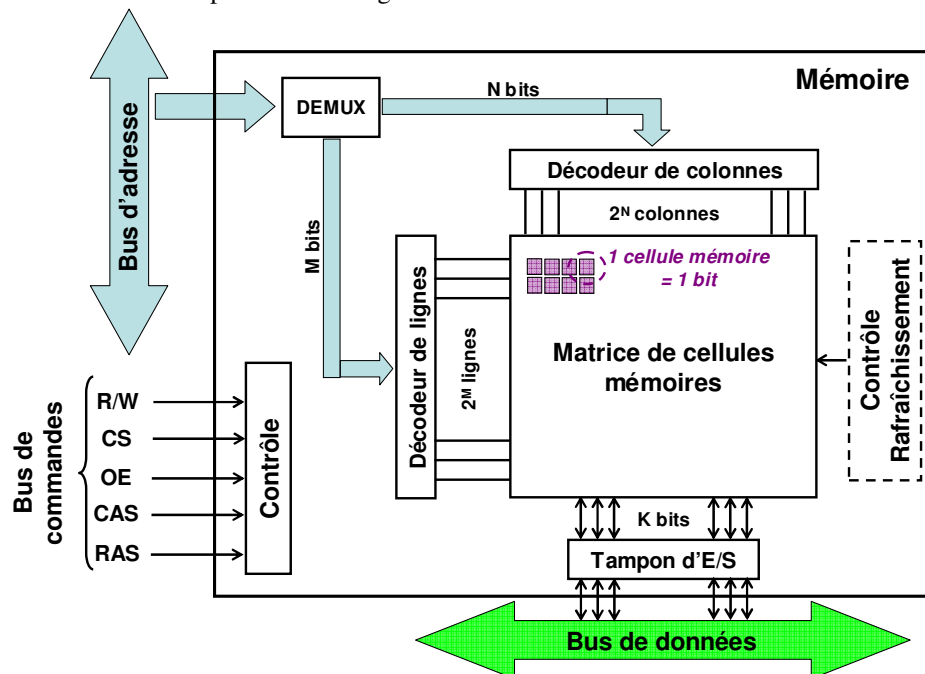 Mémoire
N bits
DEMUX
Bus d'adresse
M bits
Décodeur de colonnes
2ᴺ colonnes
Décodeur de lignes
2ᴹ lignes
1 cellule mémoire
= 1 bit
Matrice de cellules
mémoires
Contrôle
Rafraîchissement
Bus de
commandes
R/W
CS
OE
CAS
RAS
Contrôle
K bits
Tampon d'E/S
Bus de données